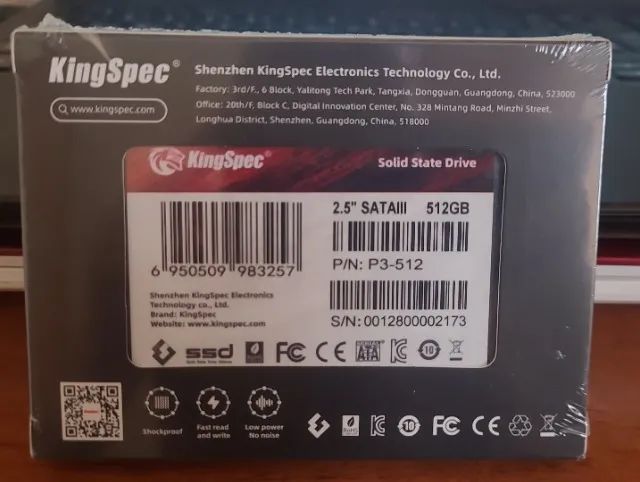 KingSpec®
www.kingspec.com
Shenzhen KingSpec Electronics Technology Co., Ltd.
Factory: 3rd/F., 6 Block, Yalitong Tech Park, Tangxia, Dongguan, Guangdong, China, 523000
Office: 20th/F, Block C, Digital Innovation Center, No. 328 Mintang Road, Minzhi Street,
Longhua District, Shenzhen, Guangdong, China, 518000
KingSpec®
Solid State Drive
2.5" SATAIII 512GB
6 950509 983257
P/N: P3-512
Shenzhen KingSpec Electronics
Technology co., Ltd.
Brand: KingSpec
Website: www.kingspec.com
S/N: 0012800002173
ssd
FC CE SATA 10
Shockproof
Fast read
and write
Low power
No noise
10 FC CE